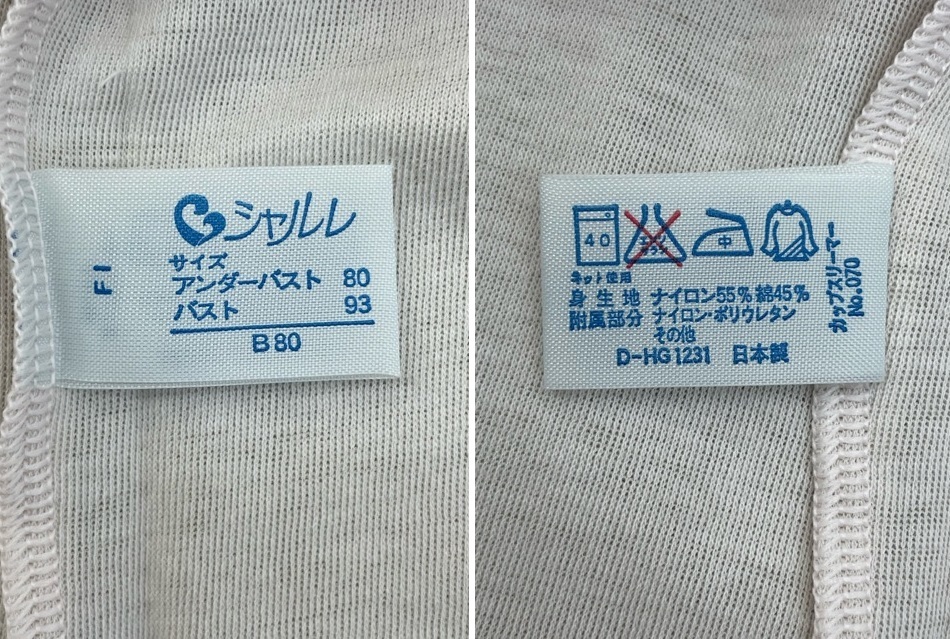 シャルレ
サイズ
アンダーバスト 80
バスト 93
B80
FI
40
中
ネット使用
身生地 ナイロン55%綿45%
附属部分 ナイロン・ポリウレタン
その他
D-HG1231 日本製
カップスリーマー
No.070